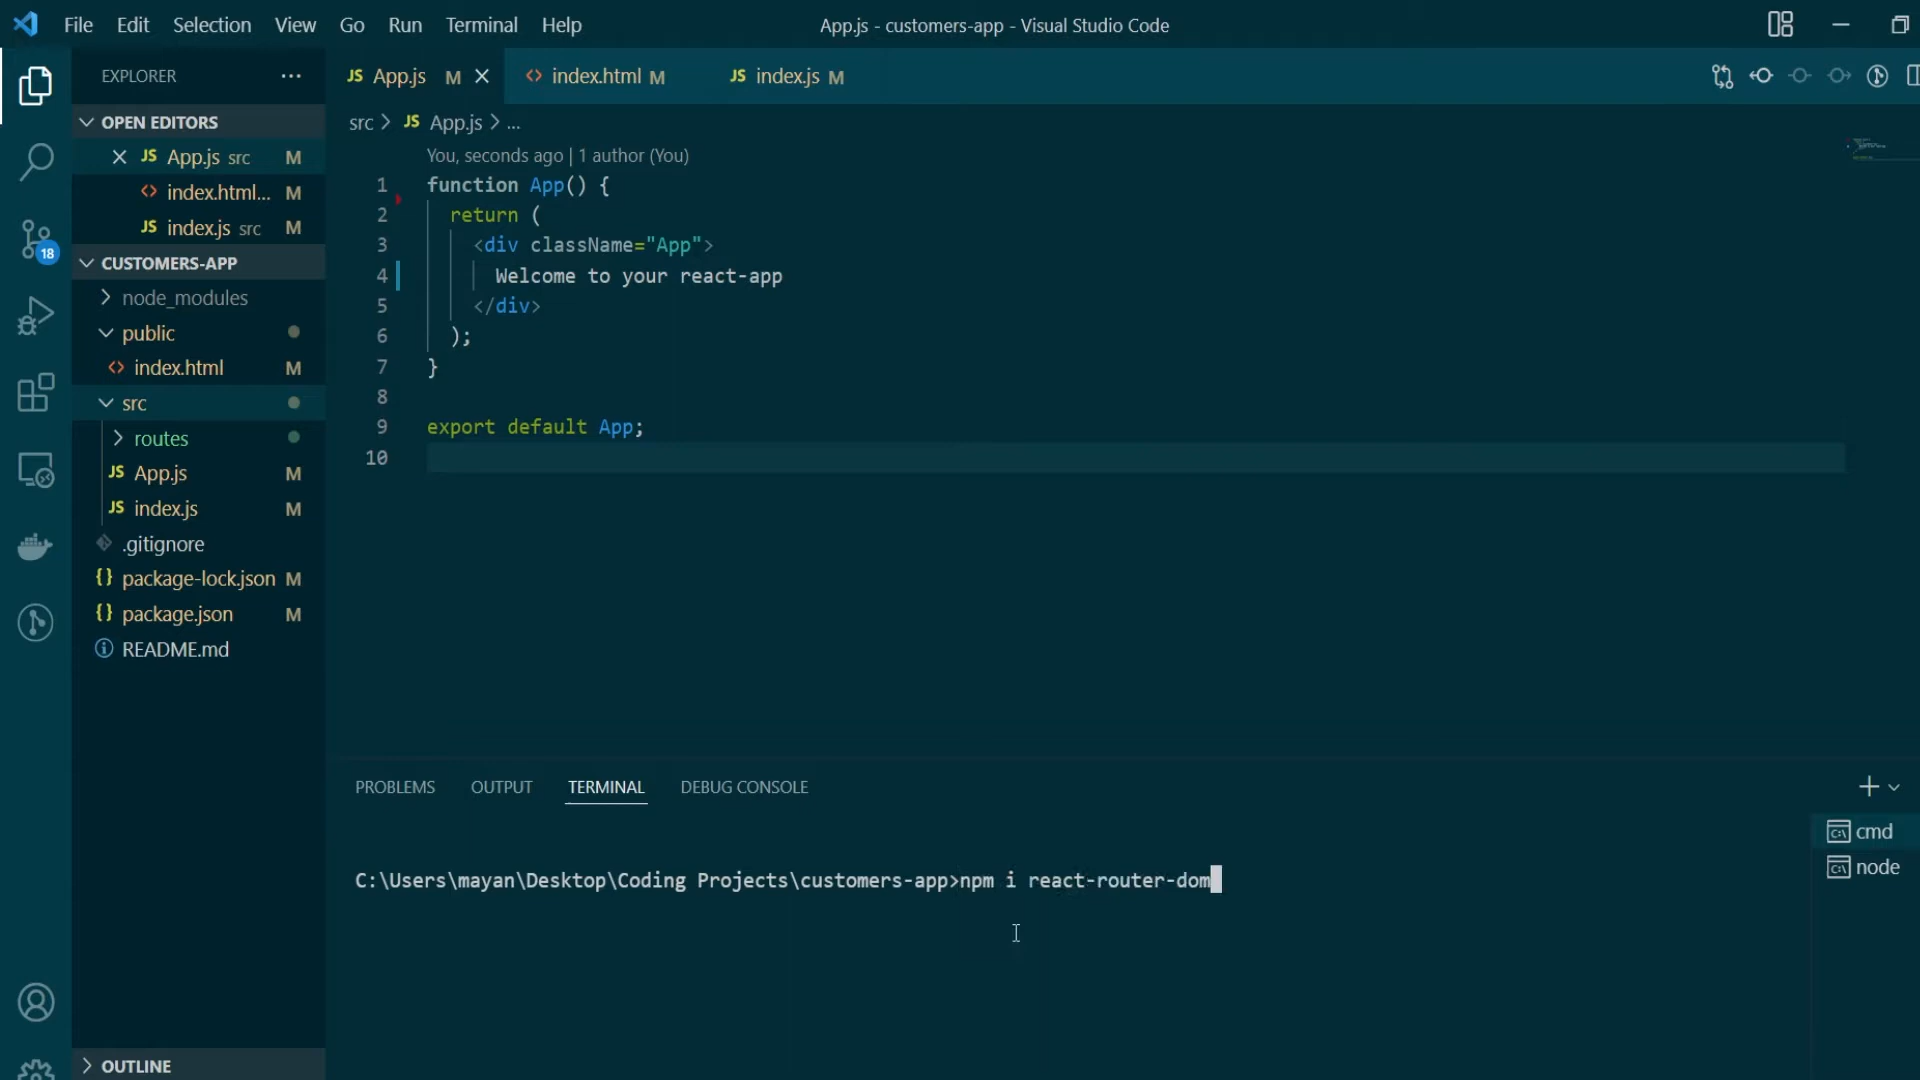 File Edit Selection View Go Run Terminal Help
App.js - customers-app - Visual Studio Code
EXPLORER
JS App.js M
<> index.html M
JS index.js M
OPEN EDITORS
JS App.js src M
<> index.html... M
JS index.js src M
CUSTOMERS-APP
node_modules
public
<> index.html M
src
routes
JS App.js M
JS index.js M
.gitignore
{} package-lock.json M
{} package.json M
README.md
OUTLINE
18
src > JS App.js > ...
You, seconds ago | 1 author (You)
1 function App() {
2 return (
3 <div className="App">
4 Welcome to your react-app
5 </div>
6 );
7 }
8
9 export default App;
10
PROBLEMS OUTPUT TERMINAL DEBUG CONSOLE
C:\Users\mayan\Desktop\Coding Projects\customers-app>npm i react-router-dom
cmd
node